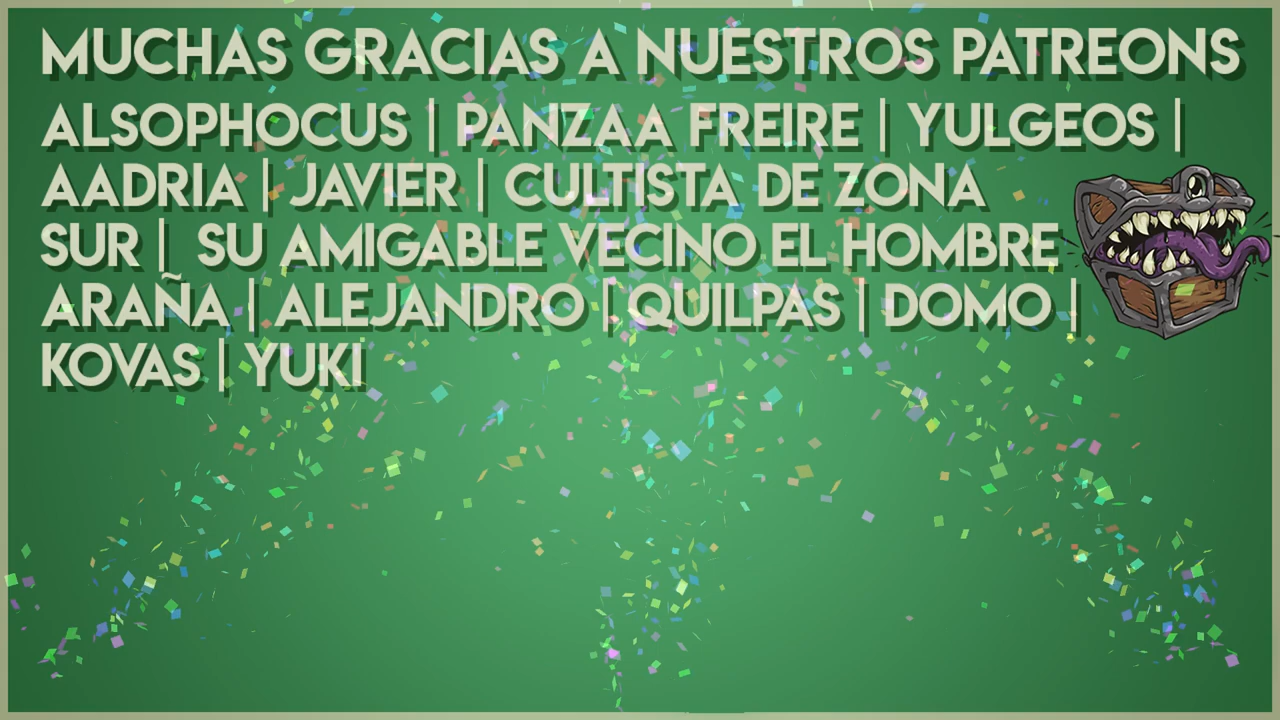 MUCHAS GRACIAS A NUESTROS PATREONS
ALSOPHOCUS | PANZAA FREIRE | YULGEOS |
AADRIA | JAVIER | CULTISTA DE ZONA
SUR | SU AMIGABLE VECINO EL HOMBRE
ARAÑA | ALEJANDRO | QUILPAS | DOMO |
KOVAS | YUKI